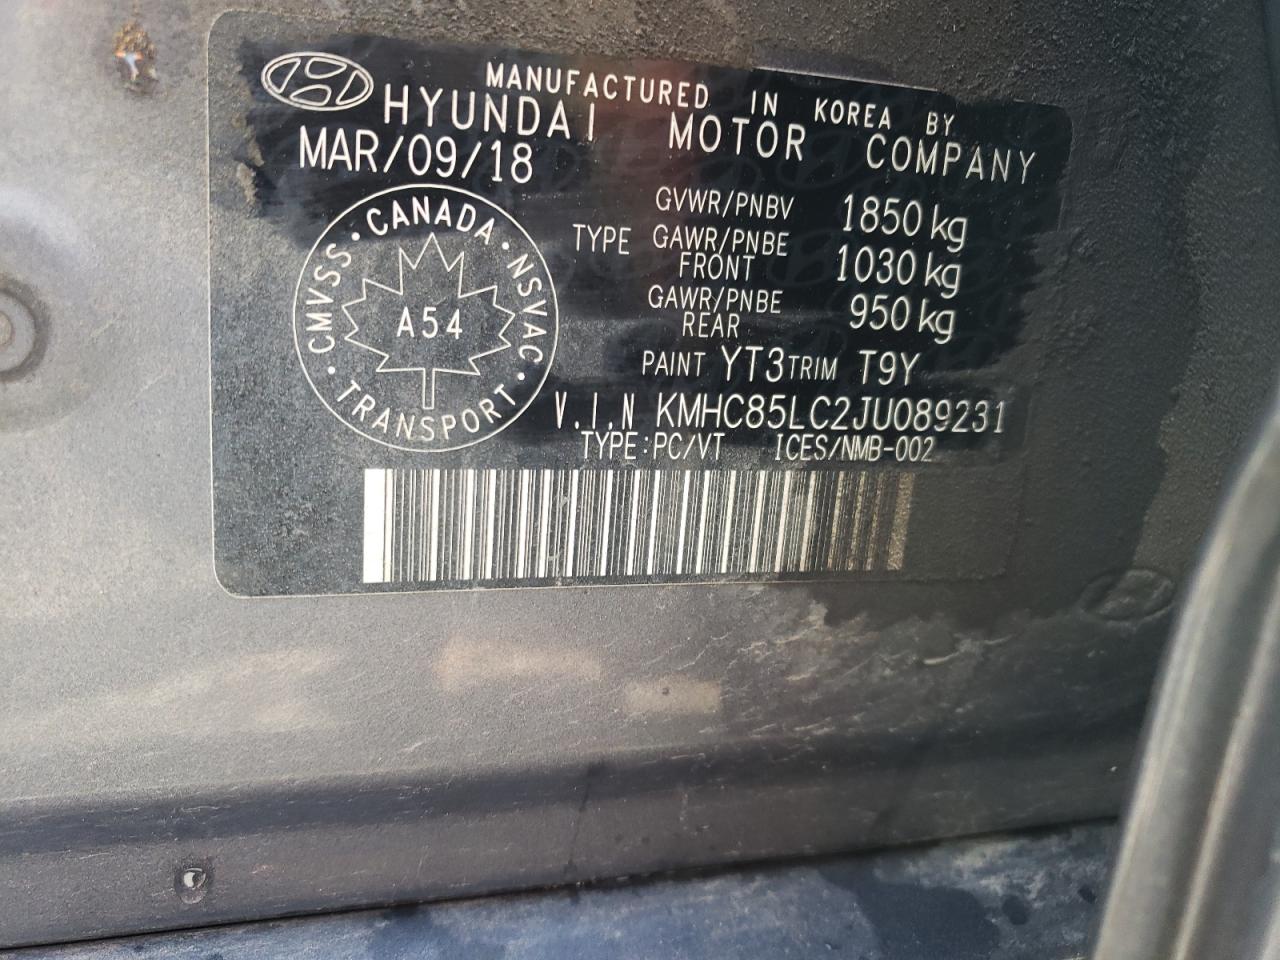 MANUFACTURED IN KOREA BY
HYUNDAI MOTOR COMPANY
MAR/09/18
GVWR/PNBV 1850 kg
TYPE GAWR/PNBE FRONT 1030 kg
GAWR/PNBE REAR 950 kg
PAINT YT3 TRIM T9Y
V.I.N KMHC85LC2JU089231
TYPE:PC/VT ICES/NMB-002
CANADA · NSVAC · TRANSPORT · CMVSS ·
A54